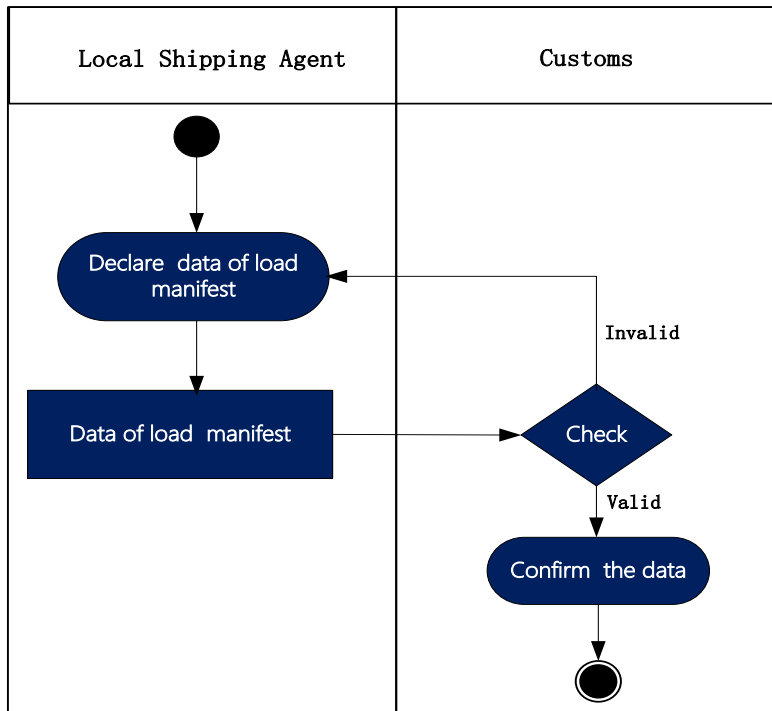 Local Shipping Agent
Customs
Declare data of load
manifest
Invalid
Data of load manifest
Check
Valid
Confirm the data